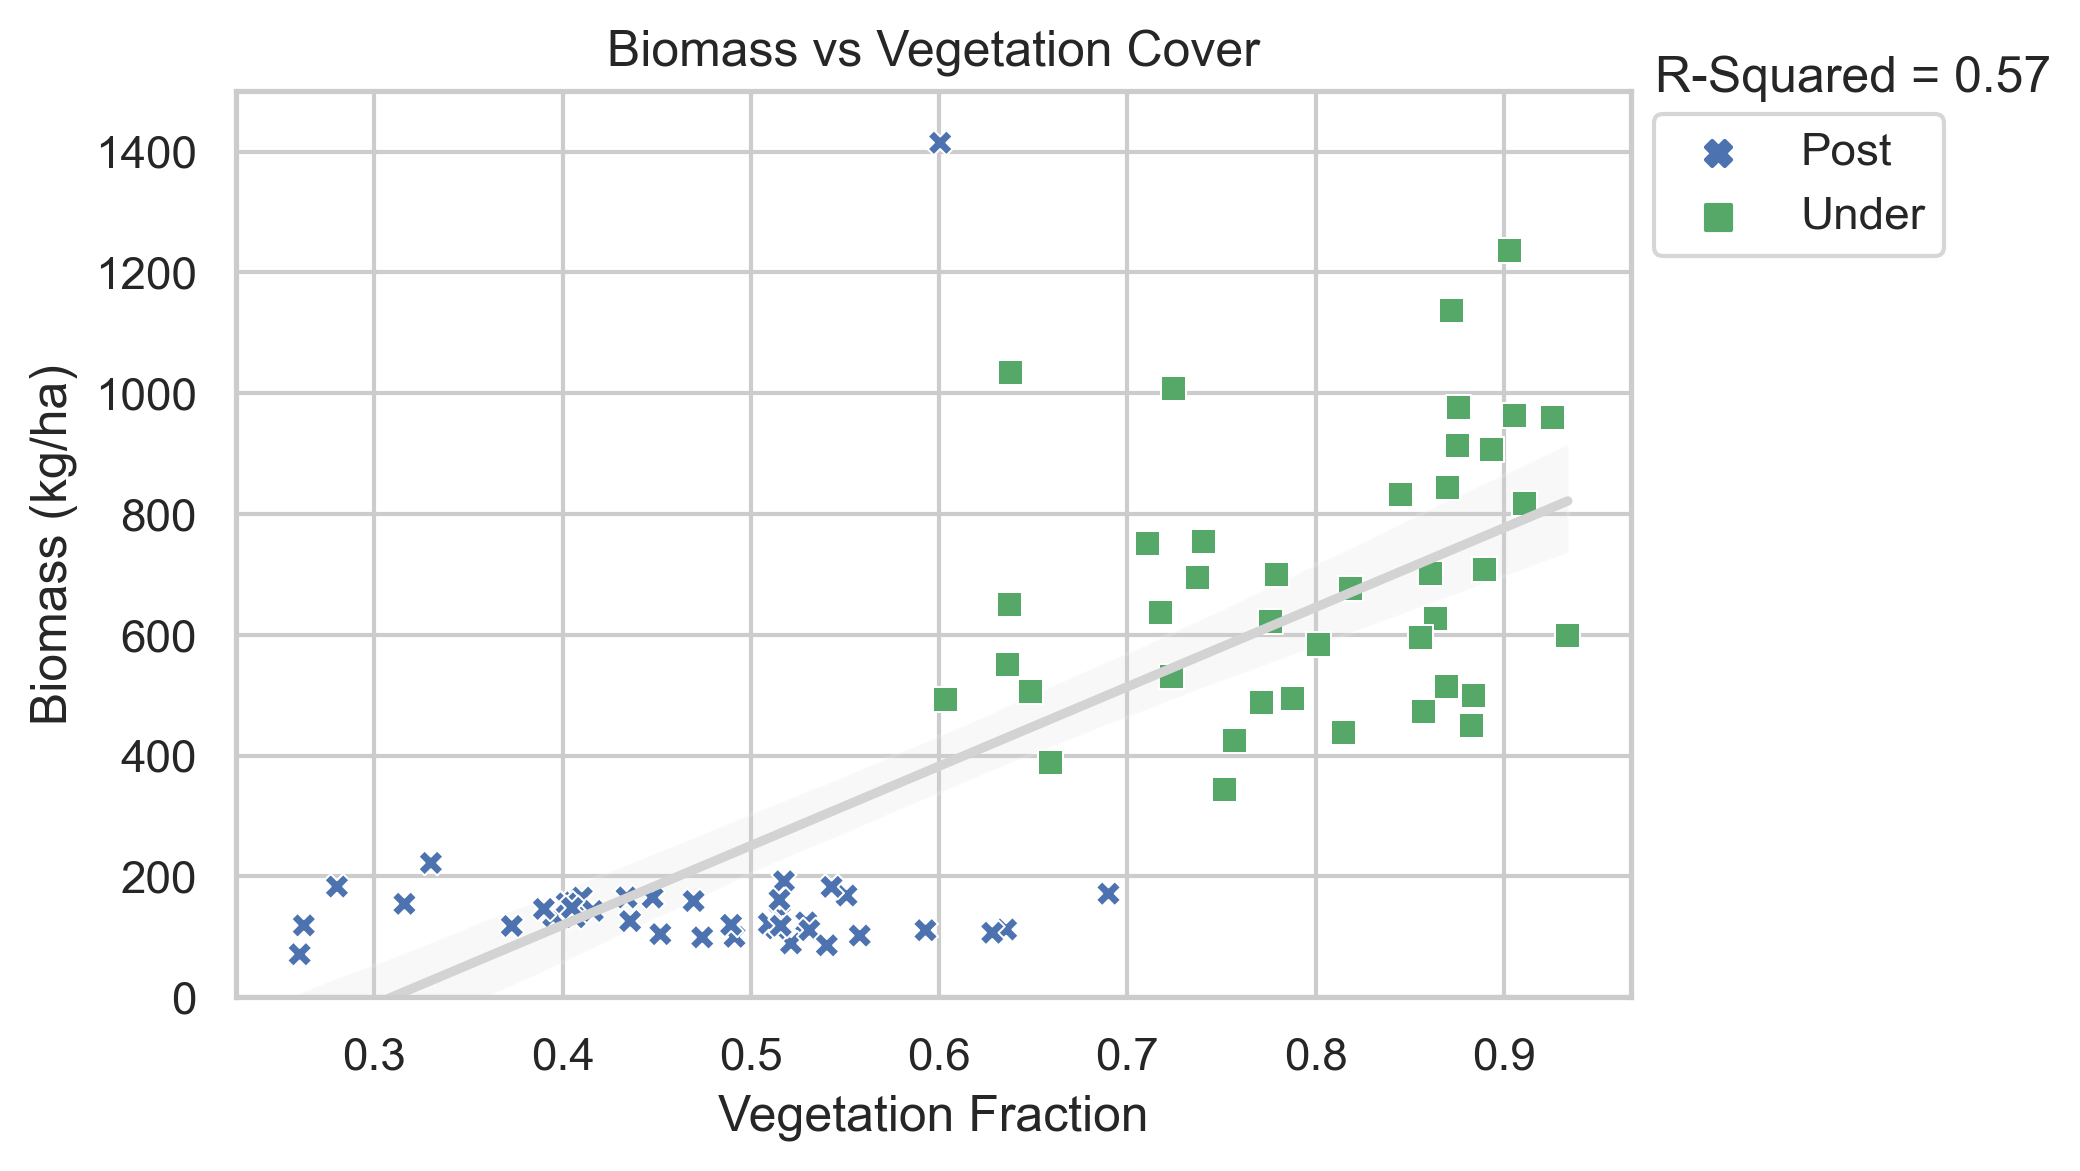 Biomass vs Vegetation Cover
R-Squared = 0.57
Post
Under
Biomass (kg/ha)
1400
1200
1000
800
600
400
200
0
0.3 0.4 0.5 0.6 0.7 0.8 0.9
Vegetation Fraction